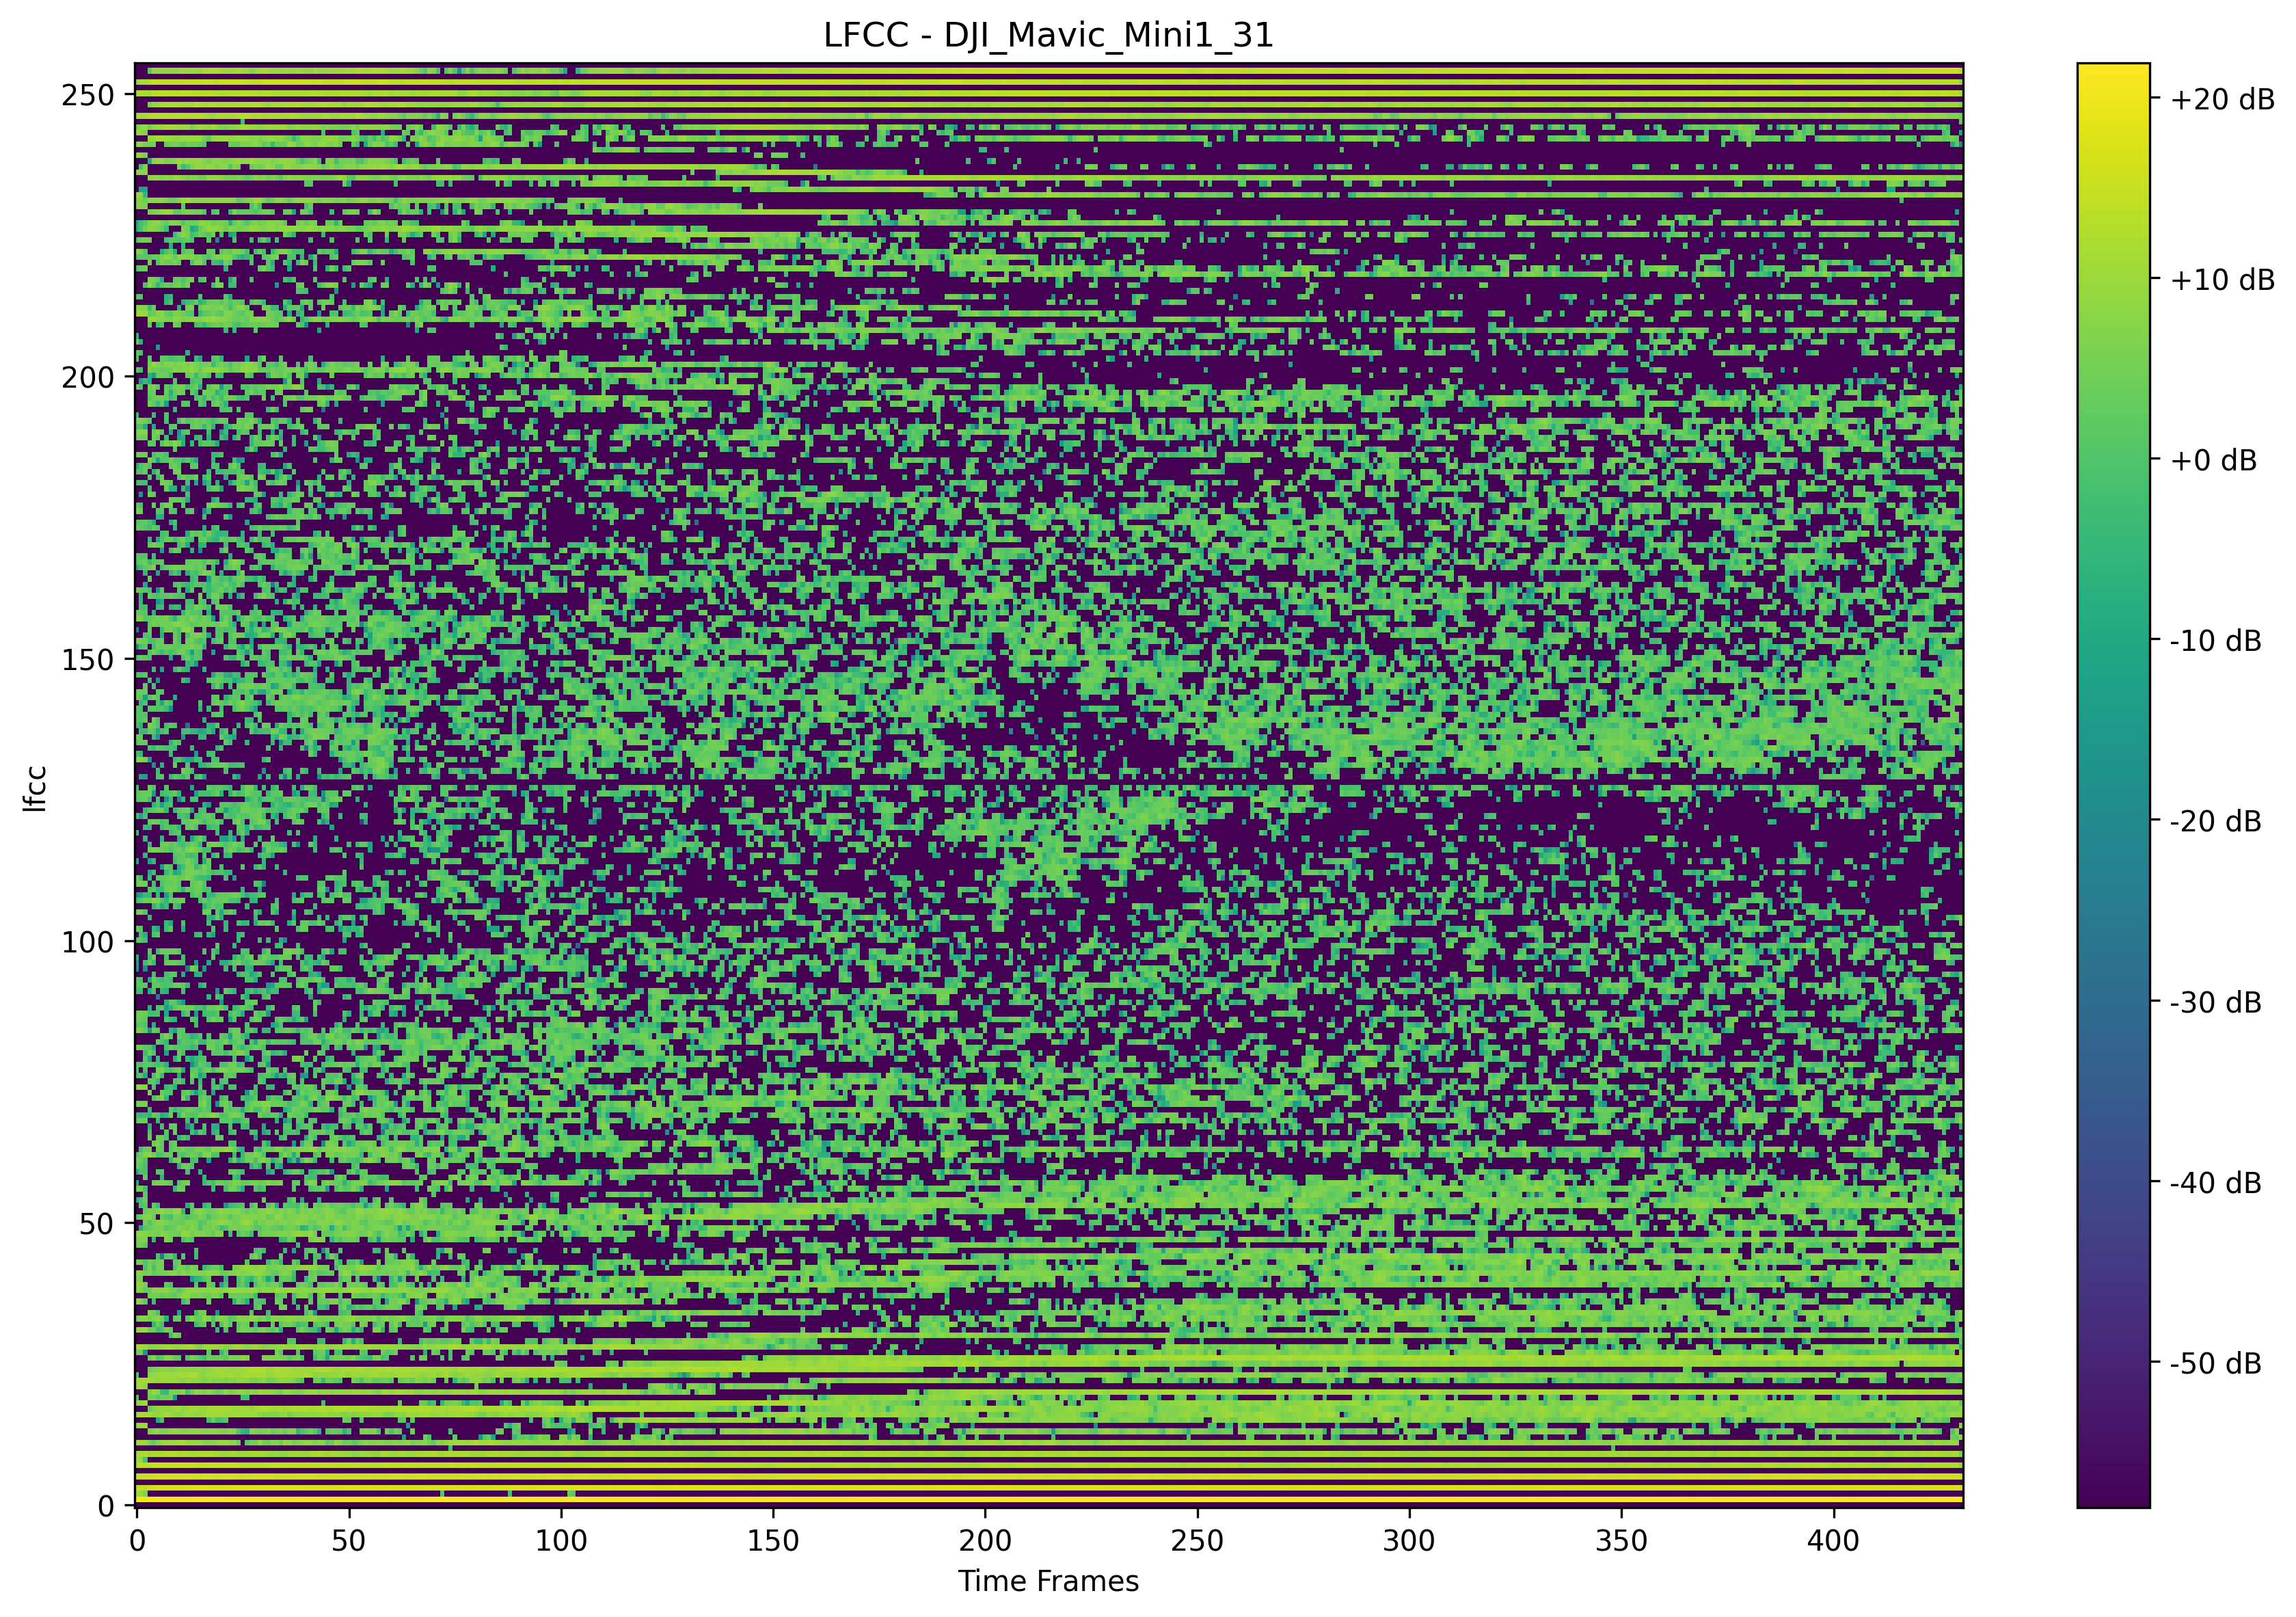 LFCC - DJI_Mavic_Mini1_31
250
200
150
100
50
0
lfcc
0 50 100 150 200 250 300 350 400
Time Frames
+20 dB
+10 dB
+0 dB
-10 dB
-20 dB
-30 dB
-40 dB
-50 dB